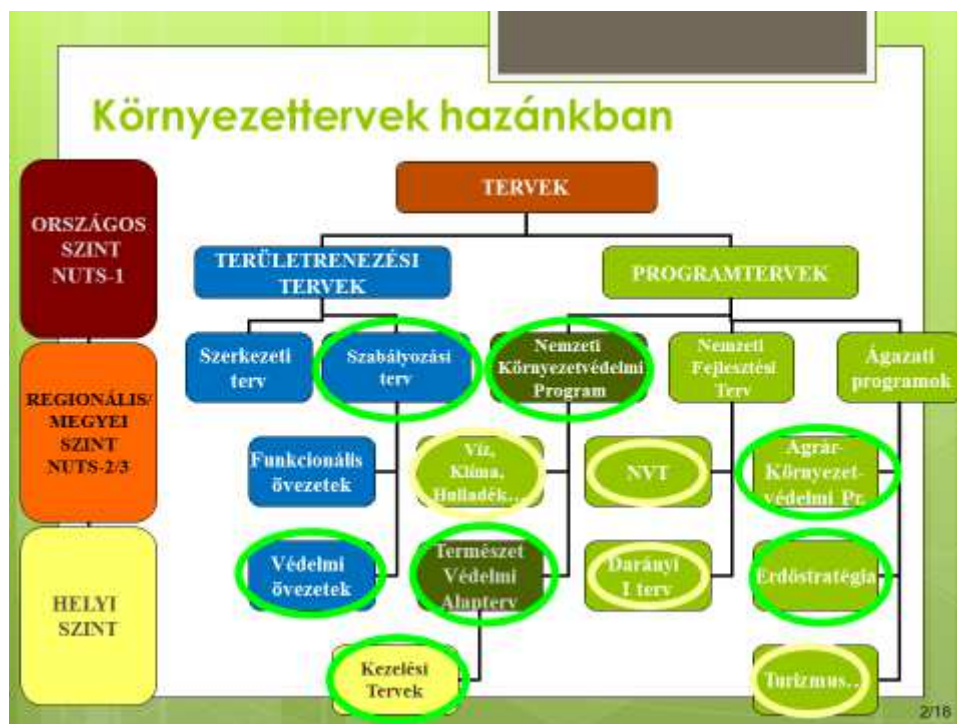 Környezettervek hazánkban
TERVEK
ORSZÁGOS
SZINT
NUTS-1
TERÜLETRENEZÉSI
TERVEK
PROGRAMTERVEK
Szerkezeti
terv
Szabályozási
terv
Nemzeti
Környezetvédelmi
Program
Nemzeti
Fejlesztési
Terv
Ágazati
programok
REGIONÁLIS/
MEGYEI
SZINT
NUTS-2/3
Funkcionális
övezetek
Víz,
Klíma,
Hulladék…
NVT
Agrár-
Környezet-
védelmi Pr.
Védelmi
övezetek
Természet
Védelmi
Alapterv
Darányi
I terv
Erdőstratégia
HELYI
SZINT
Kezelési
Tervek
Turizmus…
2/18